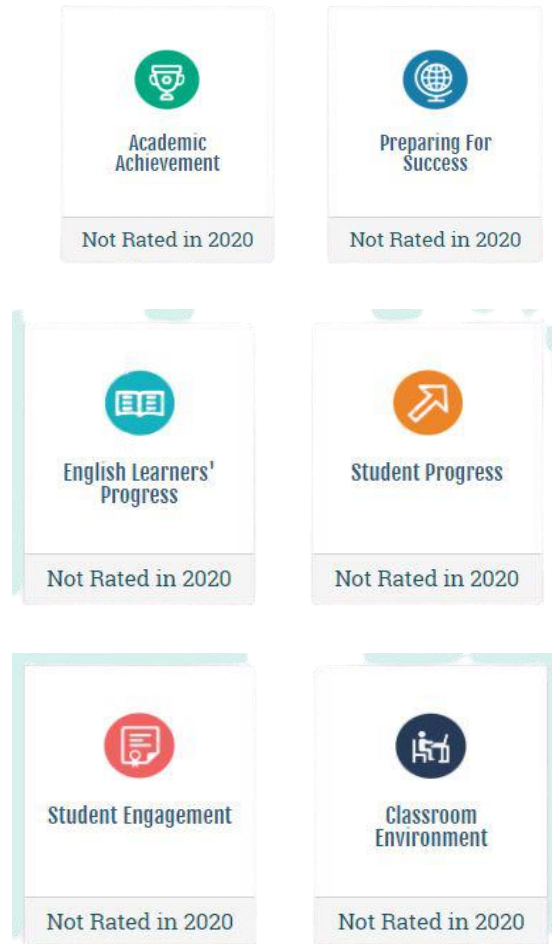 Academic
Achievement
Not Rated in 2020
Preparing For
Success
Not Rated in 2020
English Learners'
Progress
Not Rated in 2020
Student Progress
Not Rated in 2020
Student Engagement
Not Rated in 2020
Classroom
Environment
Not Rated in 2020